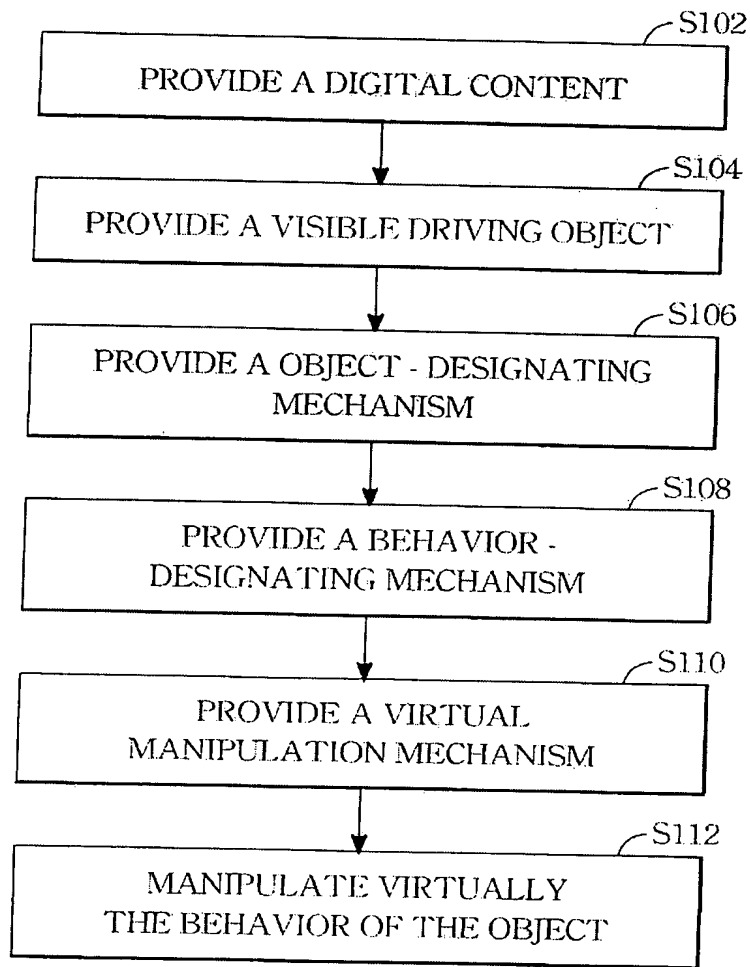 S102
PROVIDE A DIGITAL CONTENT
S104
PROVIDE A VISIBLE DRIVING OBJECT
S106
PROVIDE A OBJECT - DESIGNATING
MECHANISM
S108
PROVIDE A BEHAVIOR -
DESIGNATING MECHANISM
S110
PROVIDE A VIRTUAL
MANIPULATION MECHANISM
S112
MANIPULATE VIRTUALLY
THE BEHAVIOR OF THE OBJECT